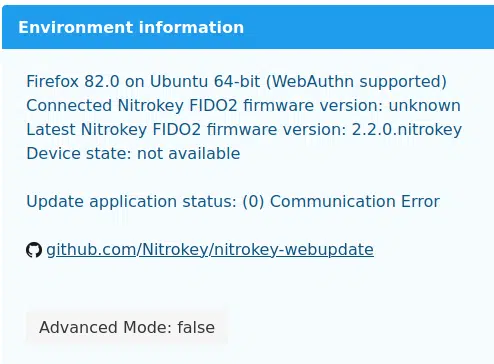 Environment information
Firefox 82.0 on Ubuntu 64-bit (WebAuthn supported)
Connected Nitrokey FIDO2 firmware version: unknown
Latest Nitrokey FIDO2 firmware version: 2.2.0.nitrokey
Device state: not available
Update application status: (0) Communication Error
github.com/Nitrokey/nitrokey-webupdate
Advanced Mode: false